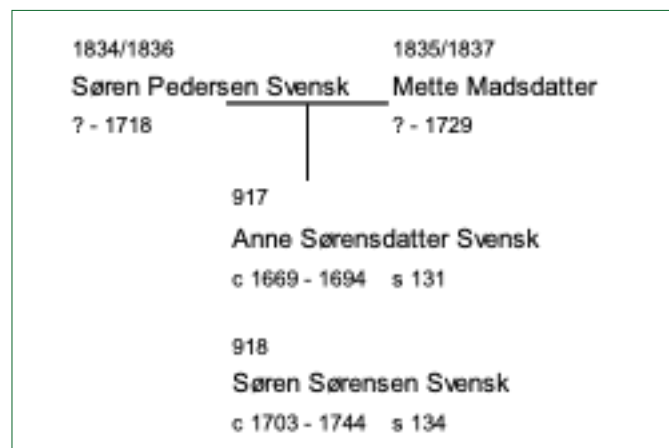 1834/1836 1835/1837
Søren Pedersen Svensk Mette Madsdatter
? - 1718 ? - 1729
917
Anne Sørensdatter Svensk
c 1669 - 1694 s 131
918
Søren Sørensen Svensk
c 1703 - 1744 s 134